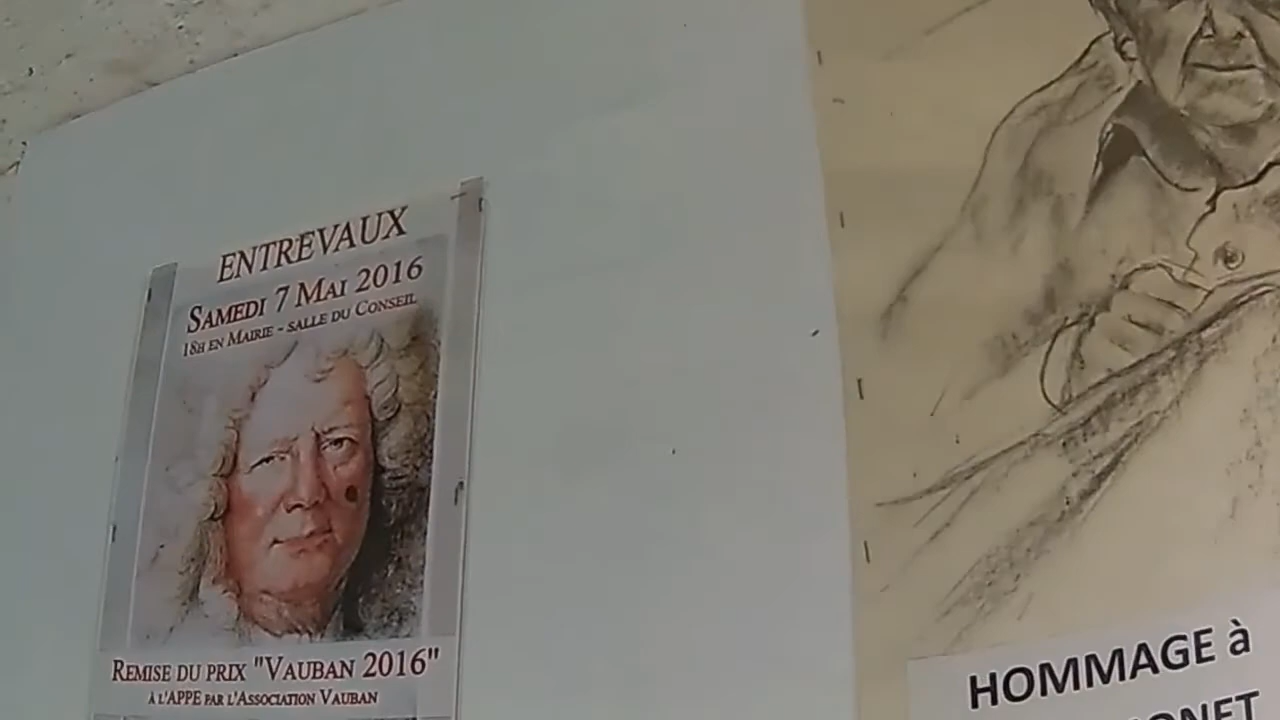 ENTREVAUX
SAMEDI 7 MAI 2016
18H EN MAIRIE - SALLE DU CONSEIL
REMISE DU PRIX "VAUBAN 2016"
A L'APPE PAR L'ASSOCIATION VAUBAN
HOMMAGE à